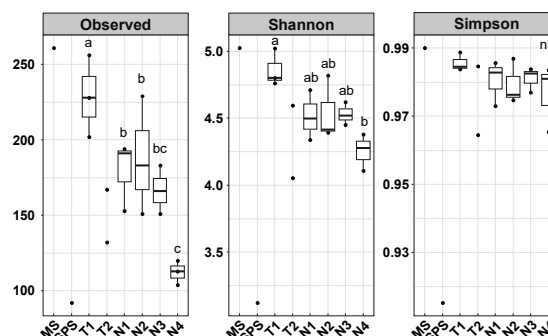 Observed Shannon Simpson
a
b
b
bc
c
250
200
150
100
a
ab
ab
ab
b
5.0
4.5
4.0
3.5
0.99
0.97
0.95
0.93
MS SPS T1 T2 N1 N2 N3 N4
MS SPS T1 T2 N1 N2 N3 N4
MS SPS T1 T2 N1 N2 N3 N4